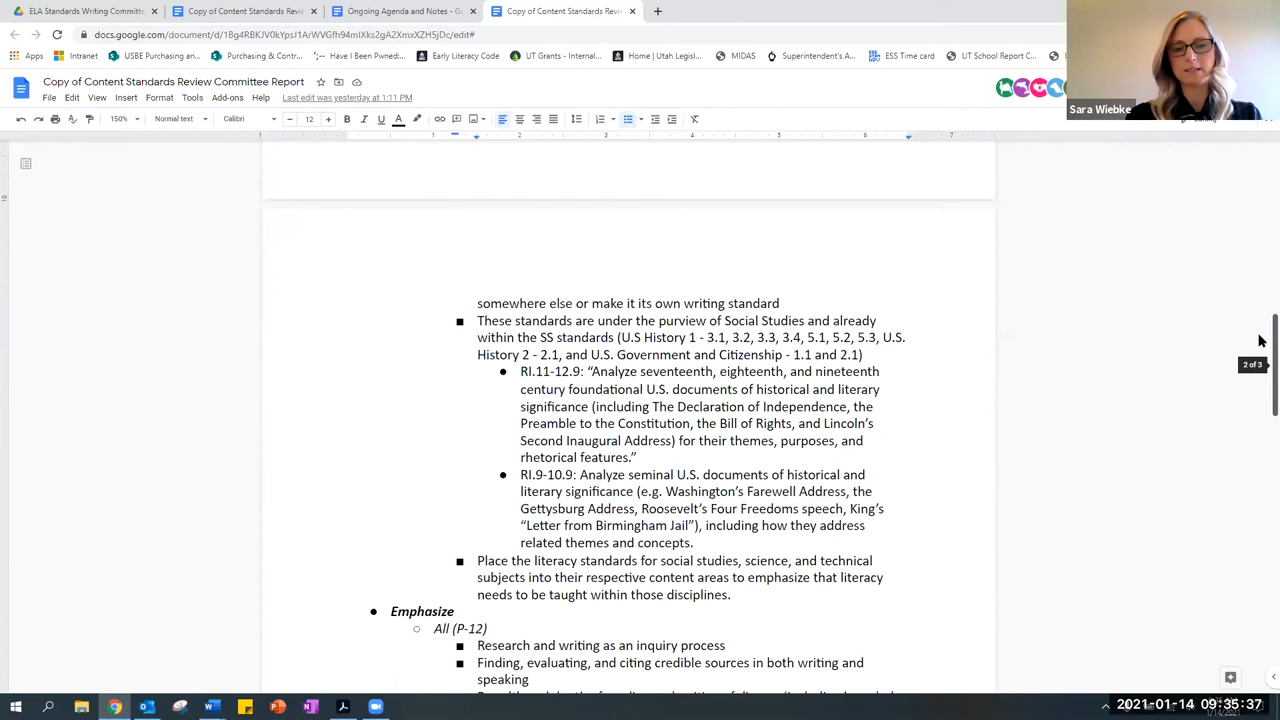 ELA Standards Writing Committ
Copy of Content Standards Revie
Ongoing Agenda and Notes - Go
Copy of Content Standards Revie
docs.google.com/document/d/
Apps
Intranet
USBE Purchasing an...
Purchasing & Contr...
Have I Been Pwned:...
Early Literacy Code
UT Grants - Internal...
Home | Utah Legisl...
MIDAS
Superintendent's A...
ESS Time card
UT School Report C...
Copy of Content Standards Review Committee Report
File Edit View Insert Format Tools Add-ons Help Last edit was yesterday at 1:11 PM
150% Normal text Calibri 12 B I U A
Sara Wiebke
1 1 2 3 4 5 6 7
somewhere else or make it its own writing standard
These standards are under the purview of Social Studies and already
within the SS standards (U.S History 1 - 3.1, 3.2, 3.3, 3.4, 5.1, 5.2, 5.3, U.S.
History 2 - 2.1, and U.S. Government and Citizenship - 1.1 and 2.1)
RI.11-12.9: “Analyze seventeenth, eighteenth, and nineteenth
century foundational U.S. documents of historical and literary
significance (including The Declaration of Independence, the
Preamble to the Constitution, the Bill of Rights, and Lincoln’s
Second Inaugural Address) for their themes, purposes, and
rhetorical features.”
RI.9-10.9: Analyze seminal U.S. documents of historical and
literary significance (e.g. Washington’s Farewell Address, the
Gettysburg Address, Roosevelt’s Four Freedoms speech, King’s
“Letter from Birmingham Jail”), including how they address
related themes and concepts.
Place the literacy standards for social studies, science, and technical
subjects into their respective content areas to emphasize that literacy
needs to be taught within those disciplines.
Emphasize
All (P-12)
Research and writing as an inquiry process
Finding, evaluating, and citing credible sources in both writing and
speaking
2 of 3
2021-01-14 09:35:37